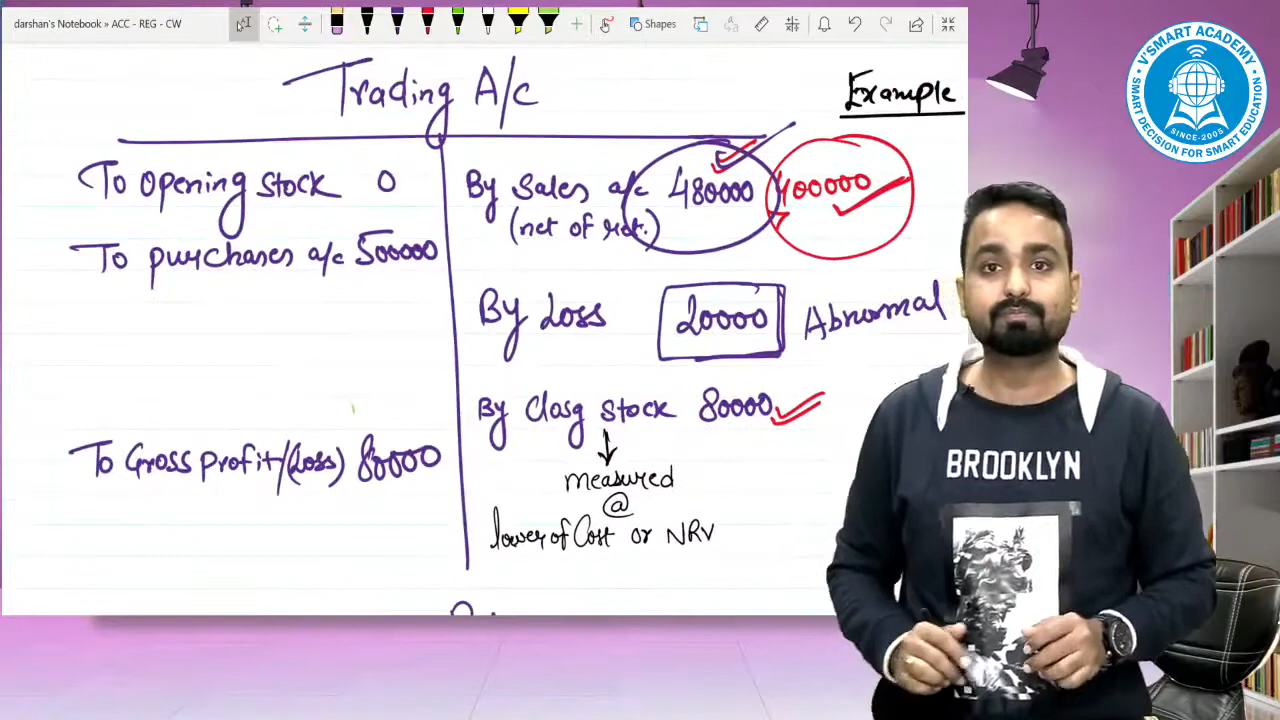 darshan's Notebook » ACC - REG - CW
Shapes
Trading A/c
Example
To opening stock 0
To purchases a/c 500000
To Gross profit/(Loss) 80000
By Sales a/c 480000 400000
(net of ret.)
By Loss 20000 Abnormal
By Closg stock 80000
measured
@
lower of Cost or NRV
V'SMART ACADEMY
SINCE-2005
SMART DECISION FOR SMART EDUCATION
BROOKLYN